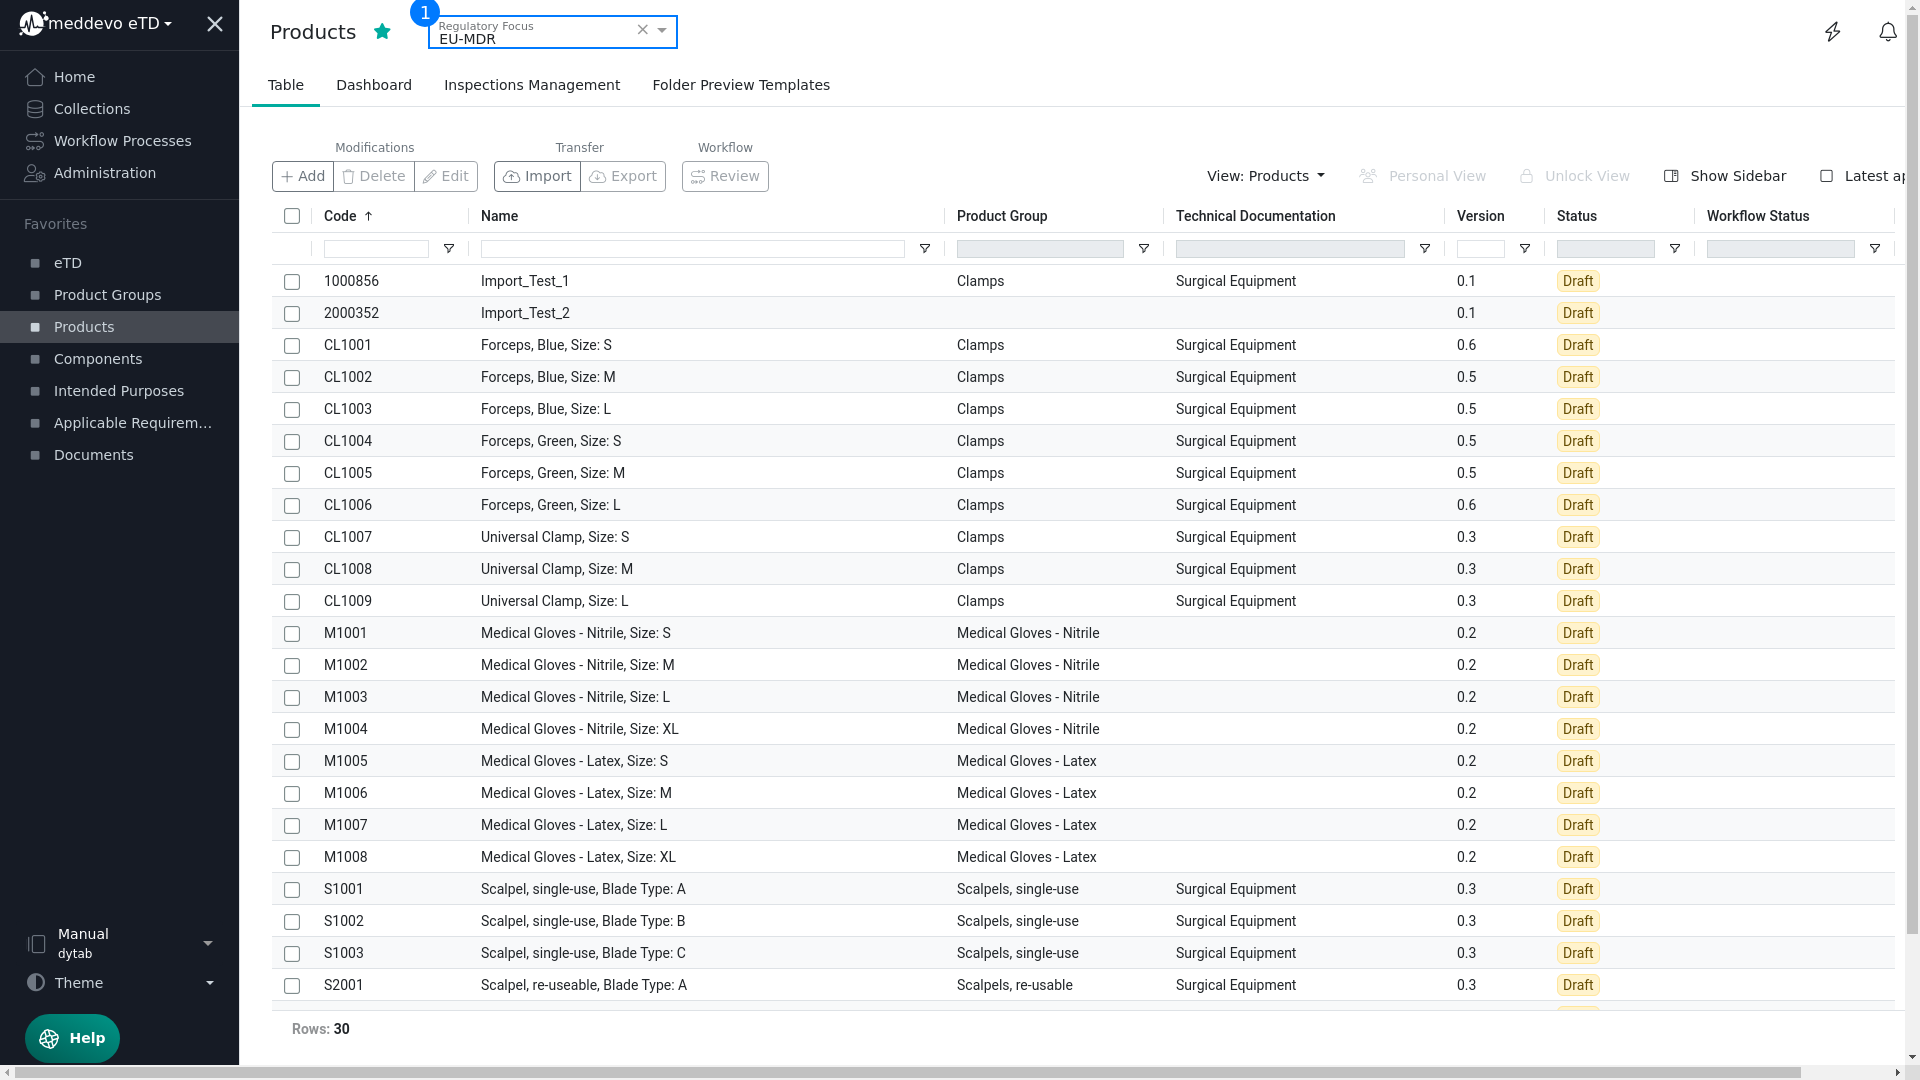 meddevo eTD
Home
Collections
Workflow Processes
Administration
Favorites
eTD
Product Groups
Products
Components
Intended Purposes
Applicable Requirem...
Documents
Manual
dytab
Theme
Help
Products
1
Regulatory Focus
EU-MDR
Table Dashboard Inspections Management Folder Preview Templates
Modifications Transfer Workflow
Add Delete Edit Import Export Review View: Products Personal View Unlock View Show Sidebar Latest ap
Code ↑ Name Product Group Technical Documentation Version Status Workflow Status
1000856 Import_Test_1 Clamps Surgical Equipment 0.1 Draft
2000352 Import_Test_2 0.1 Draft
CL1001 Forceps, Blue, Size: S Clamps Surgical Equipment 0.6 Draft
CL1002 Forceps, Blue, Size: M Clamps Surgical Equipment 0.5 Draft
CL1003 Forceps, Blue, Size: L Clamps Surgical Equipment 0.5 Draft
CL1004 Forceps, Green, Size: S Clamps Surgical Equipment 0.5 Draft
CL1005 Forceps, Green, Size: M Clamps Surgical Equipment 0.5 Draft
CL1006 Forceps, Green, Size: L Clamps Surgical Equipment 0.6 Draft
CL1007 Universal Clamp, Size: S Clamps Surgical Equipment 0.3 Draft
CL1008 Universal Clamp, Size: M Clamps Surgical Equipment 0.3 Draft
CL1009 Universal Clamp, Size: L Clamps Surgical Equipment 0.3 Draft
M1001 Medical Gloves - Nitrile, Size: S Medical Gloves - Nitrile 0.2 Draft
M1002 Medical Gloves - Nitrile, Size: M Medical Gloves - Nitrile 0.2 Draft
M1003 Medical Gloves - Nitrile, Size: L Medical Gloves - Nitrile 0.2 Draft
M1004 Medical Gloves - Nitrile, Size: XL Medical Gloves - Nitrile 0.2 Draft
M1005 Medical Gloves - Latex, Size: S Medical Gloves - Latex 0.2 Draft
M1006 Medical Gloves - Latex, Size: M Medical Gloves - Latex 0.2 Draft
M1007 Medical Gloves - Latex, Size: L Medical Gloves - Latex 0.2 Draft
M1008 Medical Gloves - Latex, Size: XL Medical Gloves - Latex 0.2 Draft
S1001 Scalpel, single-use, Blade Type: A Scalpels, single-use Surgical Equipment 0.3 Draft
S1002 Scalpel, single-use, Blade Type: B Scalpels, single-use Surgical Equipment 0.3 Draft
S1003 Scalpel, single-use, Blade Type: C Scalpels, single-use Surgical Equipment 0.3 Draft
S2001 Scalpel, re-useable, Blade Type: A Scalpels, re-usable Surgical Equipment 0.3 Draft
Rows: 30